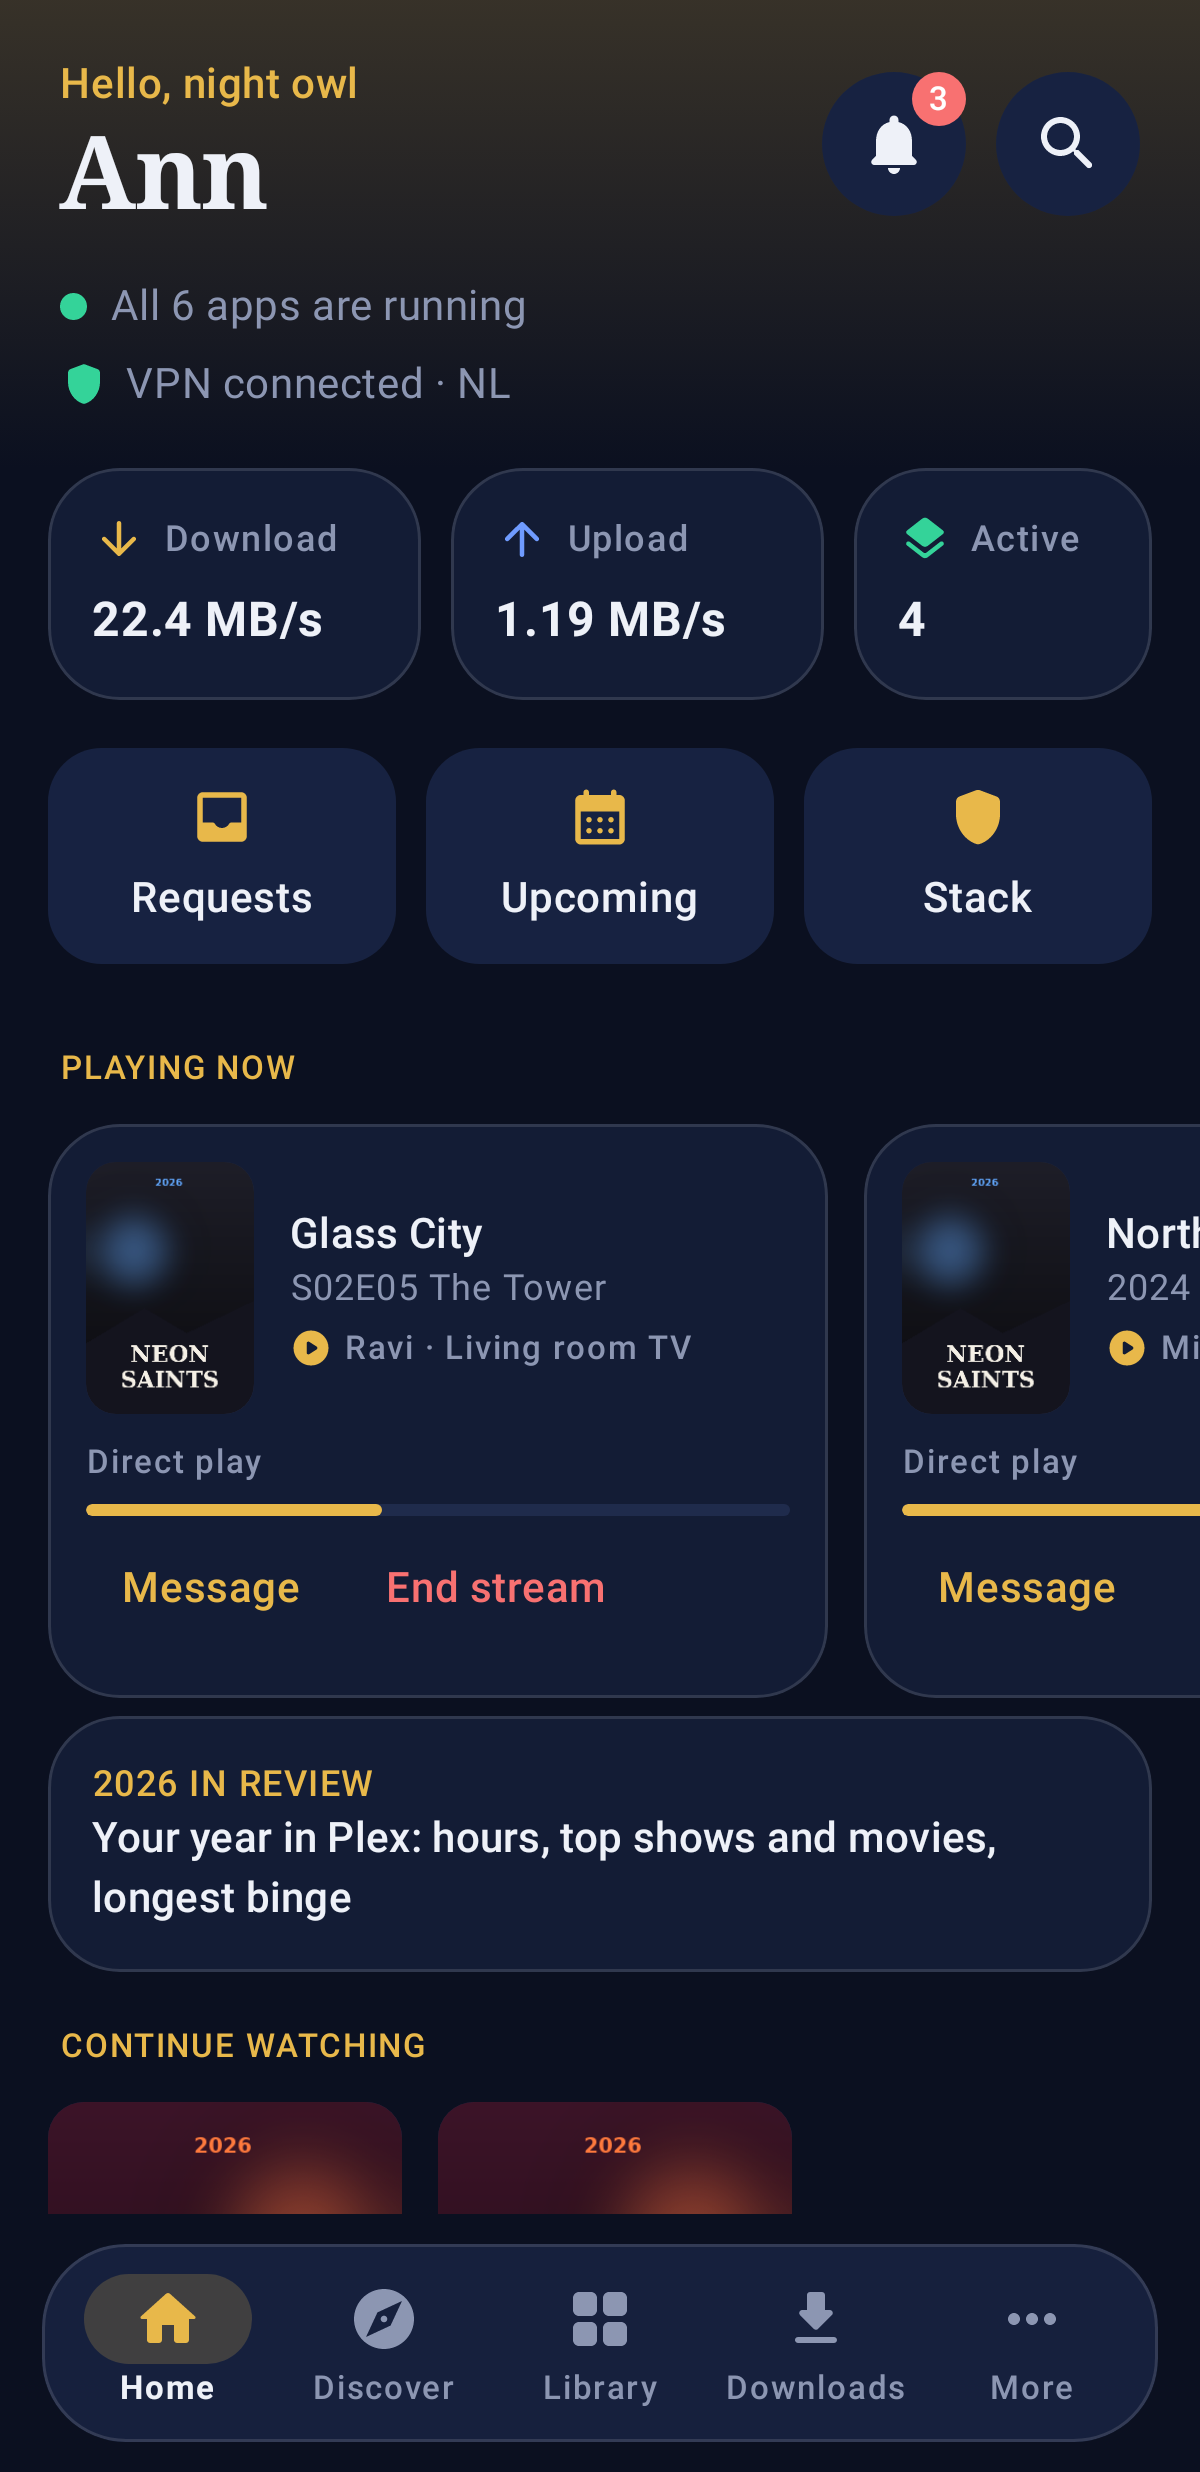 Hello, night owl
Ann
3
All 6 apps are running
VPN connected · NL
Download
22.4 MB/s
Upload
1.19 MB/s
Active
4
Requests
Upcoming
Stack
PLAYING NOW
2026
NEON
SAINTS
Glass City
S02E05 The Tower
Ravi · Living room TV
Direct play
Message
End stream
2026
NEON
SAINTS
North
2024
Mi
Direct play
Message
2026 IN REVIEW
Your year in Plex: hours, top shows and movies,
longest binge
CONTINUE WATCHING
2026
2026
Home
Discover
Library
Downloads
More